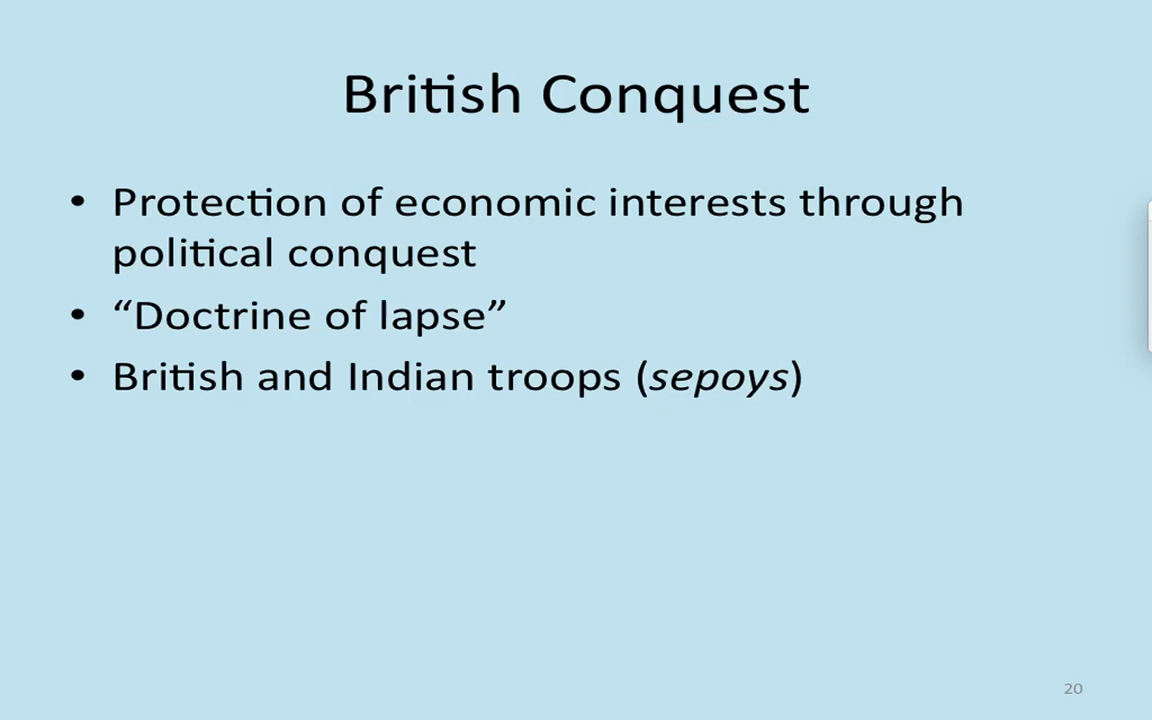 British Conquest
• Protection of economic interests through
political conquest
• “Doctrine of lapse”
• British and Indian troops (sepoys)
20